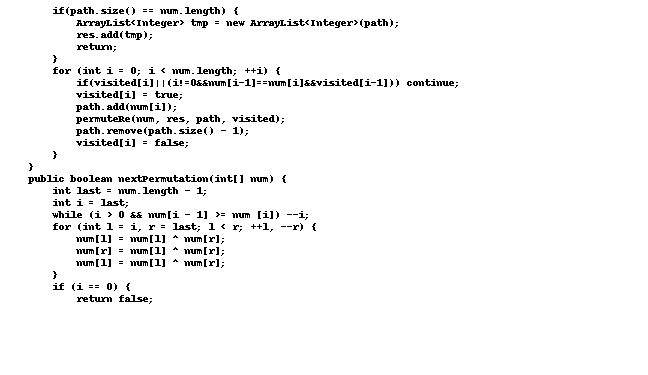 if(path.size() == num.length) {
ArrayList<Integer> tmp = new ArrayList<Integer>(path);
res.add(tmp);
return;
}
for (int i = 0; i < num.length; ++i) {
if(visited[i]||(i!=0&&num[i-1]==num[i]&&visited[i-1])) continue;
visited[i] = true;
path.add(num[i]);
permuteRe(num, res, path, visited);
path.remove(path.size() - 1);
visited[i] = false;
}
}
public boolean nextPermutation(int[] num) {
int last = num.length - 1;
int i = last;
while (i > 0 && num[i - 1] >= num [i]) --i;
for (int l = i, r = last; l < r; ++l, --r) {
num[l] = num[l] ^ num[r];
num[r] = num[l] ^ num[r];
num[l] = num[l] ^ num[r];
}
if (i == 0) {
return false;